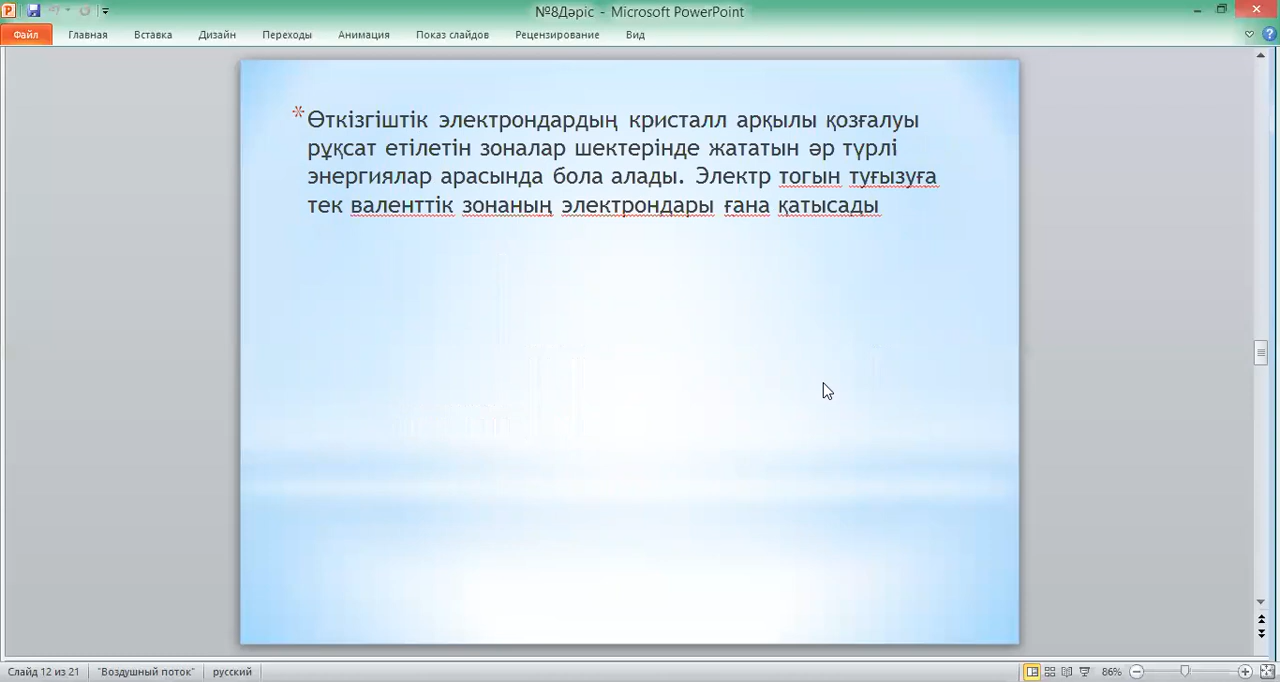 №8Дәріс - Microsoft PowerPoint
Файл Главная Вставка Дизайн Переходы Анимация Показ слайдов Рецензирование Вид
* Өткізгіштік электрондардың кристалл арқылы қозғалуы
рұқсат етілетін зоналар шектерінде жататын әр түрлі
энергиялар арасында бола алады. Электр тогын туғызуға
тек валенттік зонаның электрондары ғана қатысады
Слайд 12 из 21 "Воздушный поток" русский 86%